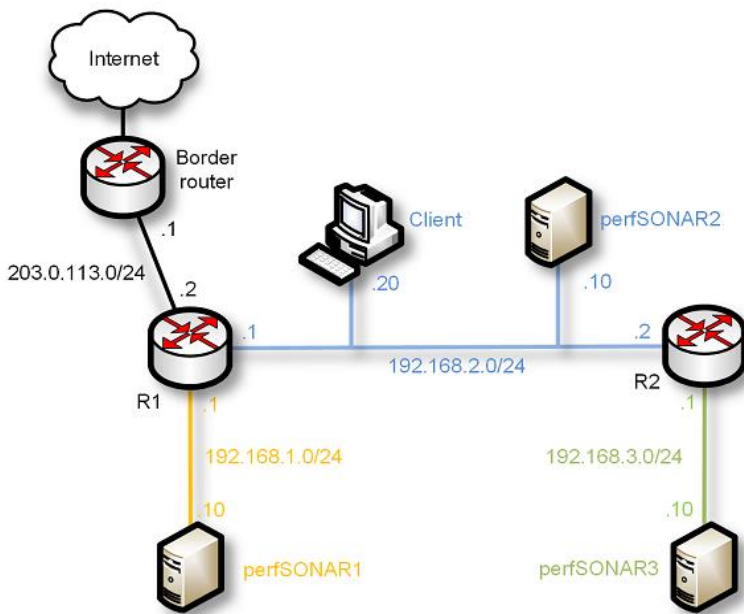 Internet
Border
router
.1
203.0.113.0/24
.2
Client
.20
perfSONAR2
.10
.1
192.168.2.0/24
.2
R1
R2
.1
192.168.1.0/24
.10
perfSONAR1
.1
192.168.3.0/24
.10
perfSONAR3